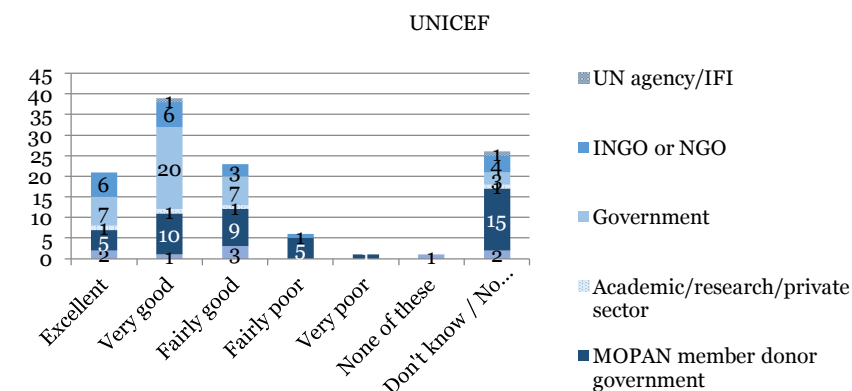 UNICEF
45
40
35
30
25
20
15
10
5
0
2
5
1
7
6
1
10
1
20
6
1
3
9
1
7
3
5
1
1
2
15
1
3
4
1
Excellent
Very good
Fairly good
Fairly poor
Very poor
None of these
Don't know / No...
UN agency/IFI
INGO or NGO
Government
Academic/research/private
sector
MOPAN member donor
government